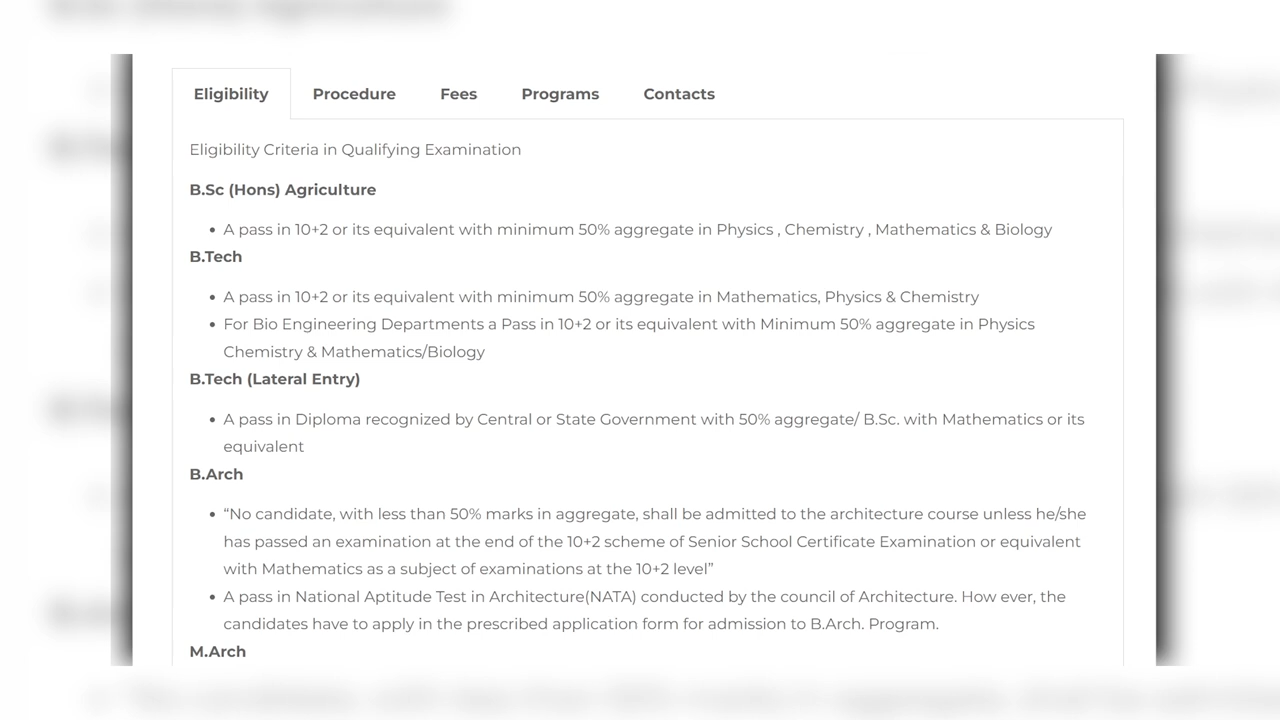 Eligibility Procedure Fees Programs Contacts
Eligibility Criteria in Qualifying Examination
B.Sc (Hons) Agriculture
• A pass in 10+2 or its equivalent with minimum 50% aggregate in Physics , Chemistry , Mathematics & Biology
B.Tech
• A pass in 10+2 or its equivalent with minimum 50% aggregate in Mathematics, Physics & Chemistry
• For Bio Engineering Departments a Pass in 10+2 or its equivalent with Minimum 50% aggregate in Physics
Chemistry & Mathematics/Biology
B.Tech (Lateral Entry)
• A pass in Diploma recognized by Central or State Government with 50% aggregate/ B.Sc. with Mathematics or its
equivalent
B.Arch
• “No candidate, with less than 50% marks in aggregate, shall be admitted to the architecture course unless he/she
has passed an examination at the end of the 10+2 scheme of Senior School Certificate Examination or equivalent
with Mathematics as a subject of examinations at the 10+2 level”
• A pass in National Aptitude Test in Architecture(NATA) conducted by the council of Architecture. How ever, the
candidates have to apply in the prescribed application form for admission to B.Arch. Program.
M.Arch